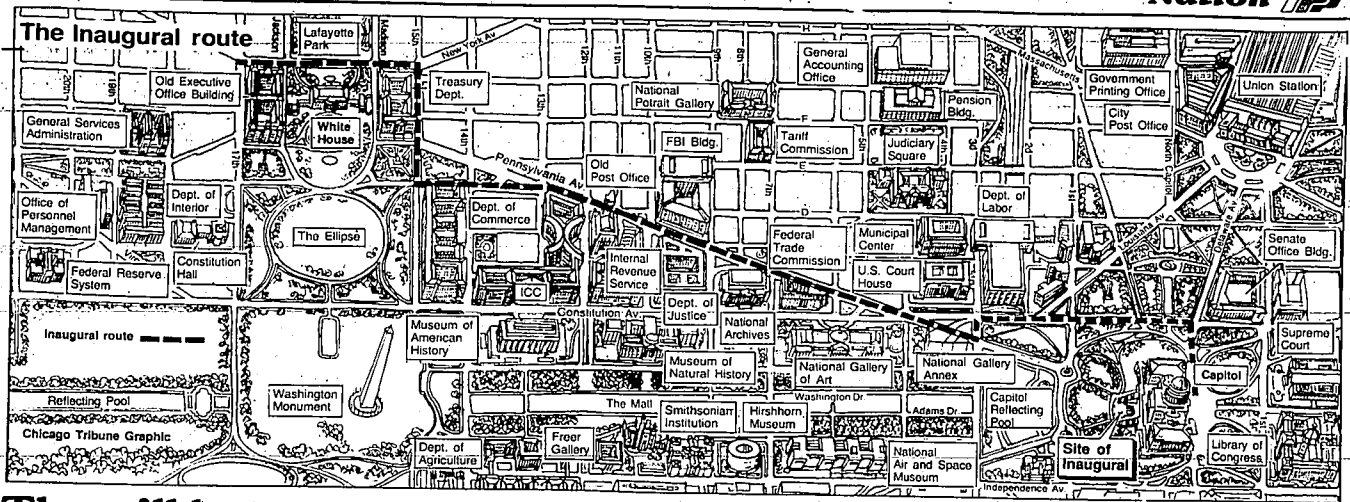 Nation
The Inaugural route
Jackson
Lafayette
Park
Madison
15th
New York Av
H
12th
11th
10th
9th
8th
General
Accounting
Office
Massachusetts
Government
Printing Office
Union Station
20th
19th
Old Executive
Office Building
Treasury
Dept.
13th
National
Potrait Gallery
Pension
Bldg.
City
Post Office
General Services
Administration
White
House
17th
14th
FBI Bldg.
F
Tariff
Commission
5th
Judiciary
Square
4th
3d
2d
North
Capitol
Pennsylvania Av
Old
Post Office
E
7th
Office of
Personnel
Management
Dept. of
Interior
The Ellipse
Dept. of
Commerce
D
Dept. of
Labor
1st
Louisiana Av
Federal Reserve
System
Constitution
Hall
ICC
Internal
Revenue
Service
Federal
Trade
Commission
Municipal
Center
U.S. Court
House
Senate
Office Bldg.
Dept. of
Justice
Constitution Av
Inaugural route
Museum of
American
History
National
Archives
Museum of
Natural History
National Gallery
of Art
National Gallery
Annex
Supreme
Court
Capitol
Reflecting Pool
Washington
Monument
The Mall
Washington Dr.
Adams Dr.
Capitol
Reflecting
Pool
Chicago Tribune Graphic
Dept. of
Agriculture
Freer
Gallery
Smithsonian
Institution
Hirshhorn
Museum
National
Air and Space
Museum
Site of
Inaugural
Library of
Congress
Independence Av